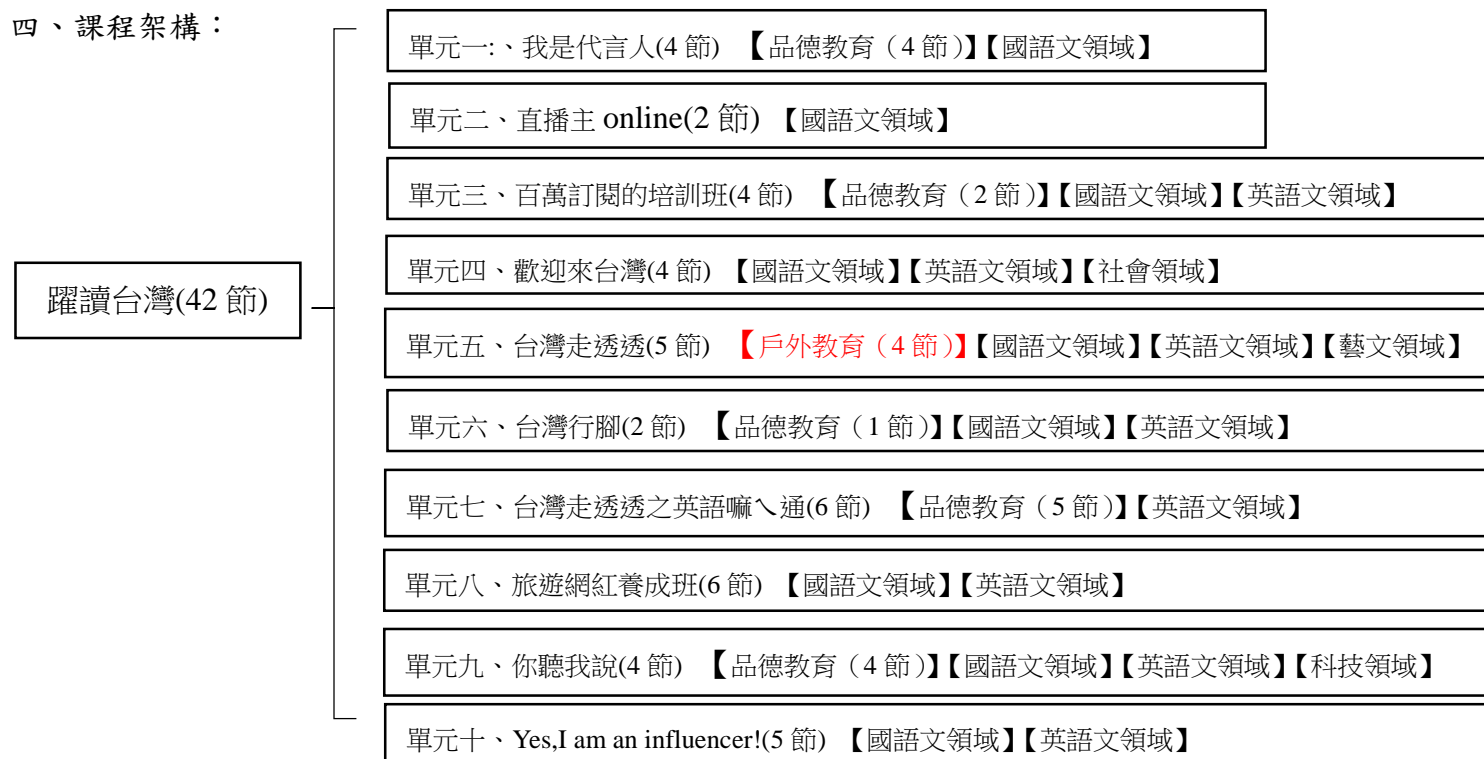 四、課程架構：
單元一:、我是代言人(4 節) 【品德教育（4 節）】【國語文領域】
單元二、直播主 online(2 節) 【國語文領域】
單元三、百萬訂閱的培訓班(4 節) 【品德教育（2 節）】【國語文領域】【英語文領域】
單元四、歡迎來台灣(4 節) 【國語文領域】【英語文領域】【社會領域】
躍讀台灣(42 節)
單元五、台灣走透透(5 節) 【戶外教育（4 節）】【國語文領域】【英語文領域】【藝文領域】
單元六、台灣行腳(2 節) 【品德教育（1 節）】【國語文領域】【英語文領域】
單元七、台灣走透透之英語嘛ㄟ通(6 節) 【品德教育（5 節）】【英語文領域】
單元八、旅遊網紅養成班(6 節) 【國語文領域】【英語文領域】
單元九、你聽我說(4 節) 【品德教育（4 節）】【國語文領域】【英語文領域】【科技領域】
單元十、Yes,I am an influencer!(5 節) 【國語文領域】【英語文領域】